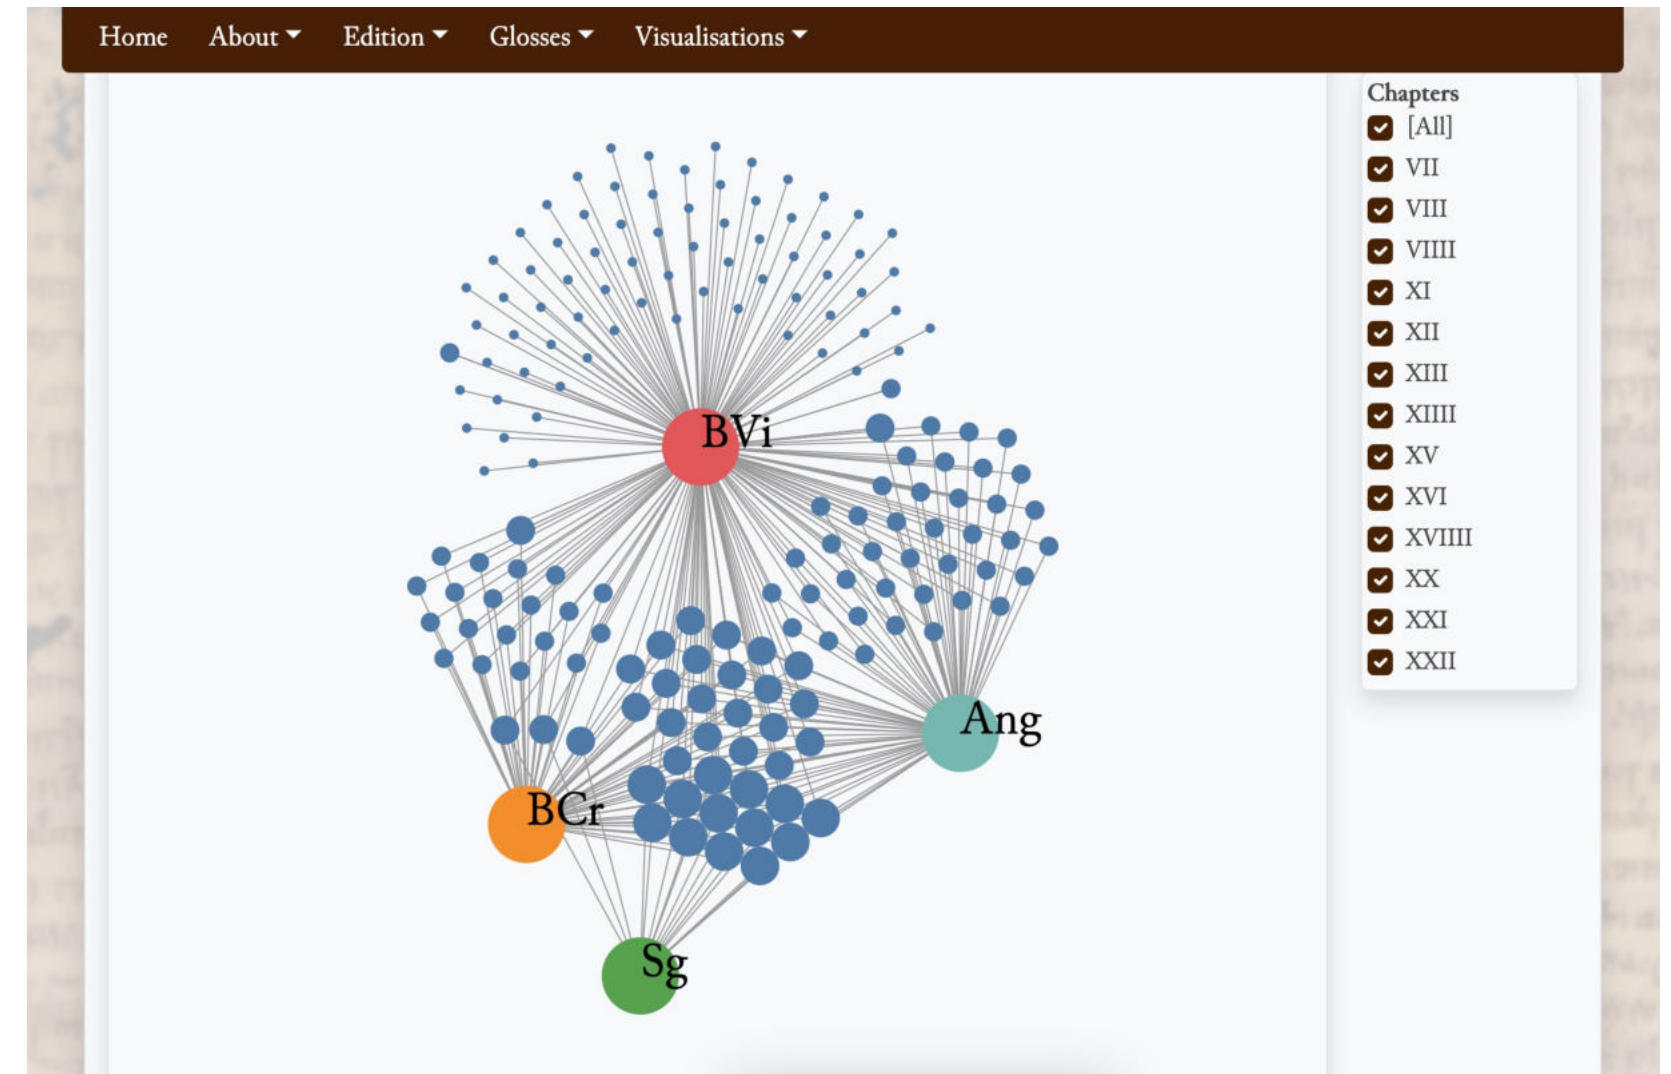 Home About Edition Glosses Visualisations
Chapters
[All]
VII
VIII
VIIII
XI
XII
XIII
XIIII
XV
XVI
XVIIII
XX
XXI
XXII
BVi
Ang
BCr
Sg